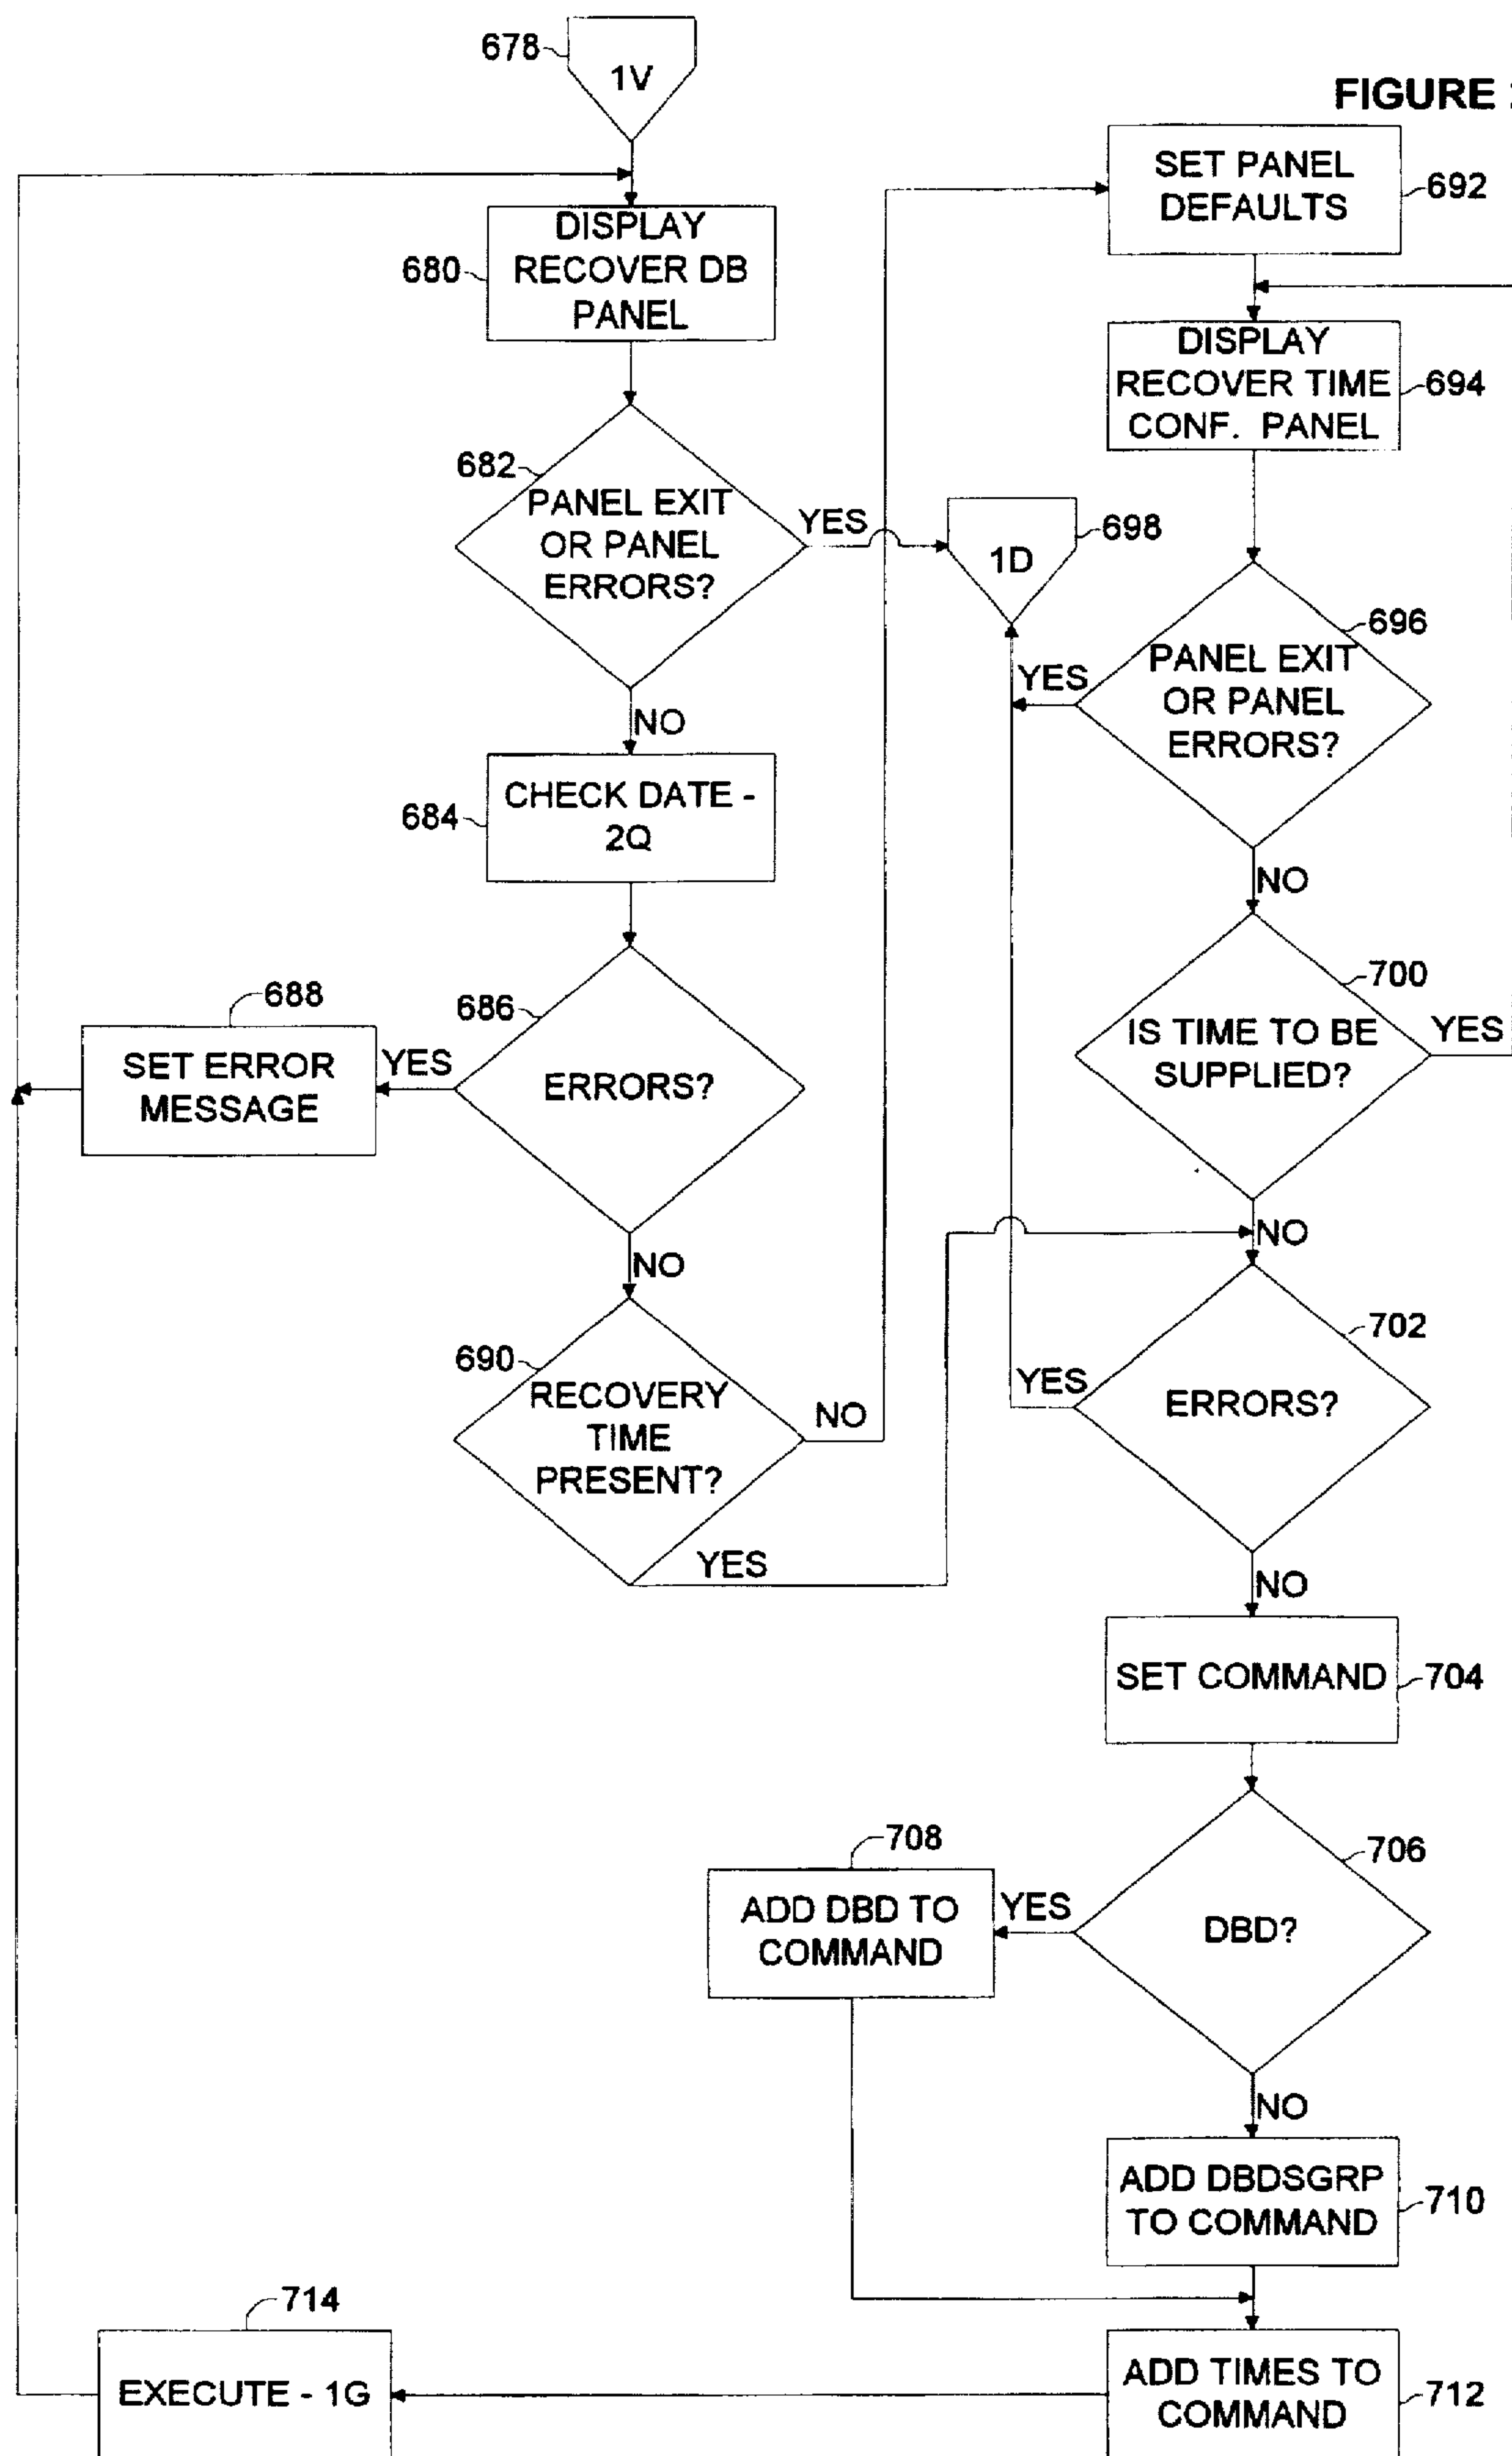 678
1V
FIGURE
SET PANEL
DEFAULTS
692
DISPLAY
RECOVER DB
PANEL
680
DISPLAY
RECOVER TIME
CONF. PANEL
694
682
PANEL EXIT
OR PANEL
ERRORS?
YES
1D
698
696
PANEL EXIT
OR PANEL
ERRORS?
YES
NO
CHECK DATE -
2Q
684
NO
688
SET ERROR
MESSAGE
YES
686
ERRORS?
700
IS TIME TO BE
SUPPLIED?
YES
NO
NO
690
RECOVERY
TIME
PRESENT?
NO
YES
702
ERRORS?
YES
NO
SET COMMAND
704
708
ADD DBD TO
COMMAND
YES
706
DBD?
NO
ADD DBDSGRP
TO COMMAND
710
714
EXECUTE - 1G
ADD TIMES TO
COMMAND
712